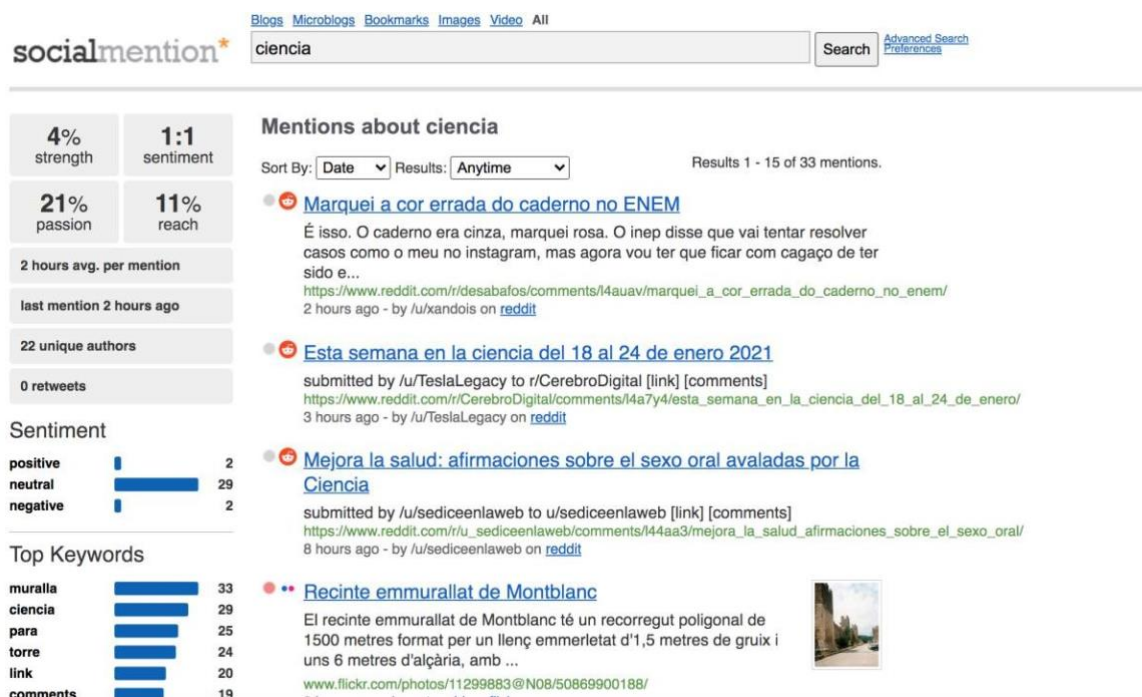 Blogs Microblogs Bookmarks Images Video All
socialmention*
ciencia
Search
Advanced Search
Preferences
4%
strength
1:1
sentiment
21%
passion
11%
reach
2 hours avg. per mention
last mention 2 hours ago
22 unique authors
0 retweets
Sentiment
positive 2
neutral 29
negative 2
Top Keywords
muralla 33
ciencia 29
para 25
torre 24
link 20
comments 19
Mentions about ciencia
Sort By: Date Results: Anytime
Results 1 - 15 of 33 mentions.
Marquei a cor errada do caderno no ENEM
É isso. O caderno era cinza, marquei rosa. O inep disse que vai tentar resolver
casos como o meu no instagram, mas agora vou ter que ficar com cagaço de ter
sido e...
https://www.reddit.com/r/desabafos/comments/l4auav/marquei_a_cor_errada_do_caderno_no_enem/
2 hours ago - by /u/xandois on reddit
Esta semana en la ciencia del 18 al 24 de enero 2021
submitted by /u/TeslaLegacy to r/CerebroDigital [link] [comments]
https://www.reddit.com/r/CerebroDigital/comments/l4a7y4/esta_semana_en_la_ciencia_del_18_al_24_de_enero/
3 hours ago - by /u/TeslaLegacy on reddit
Mejora la salud: afirmaciones sobre el sexo oral avaladas por la
Ciencia
submitted by /u/sediceenlaweb to u/sediceenlaweb [link] [comments]
https://www.reddit.com/r/u_sediceenlaweb/comments/l44aa3/mejora_la_salud_afirmaciones_sobre_el_sexo_oral/
8 hours ago - by /u/sediceenlaweb on reddit
Recinte emmurallat de Montblanc
El recinte emmurallat de Montblanc té un recorregut poligonal de
1500 metres format per un llenç emmerletat d'1,5 metres de gruix i
uns 6 metres d'alçària, amb ...
www.flickr.com/photos/11299883@N08/50869900188/